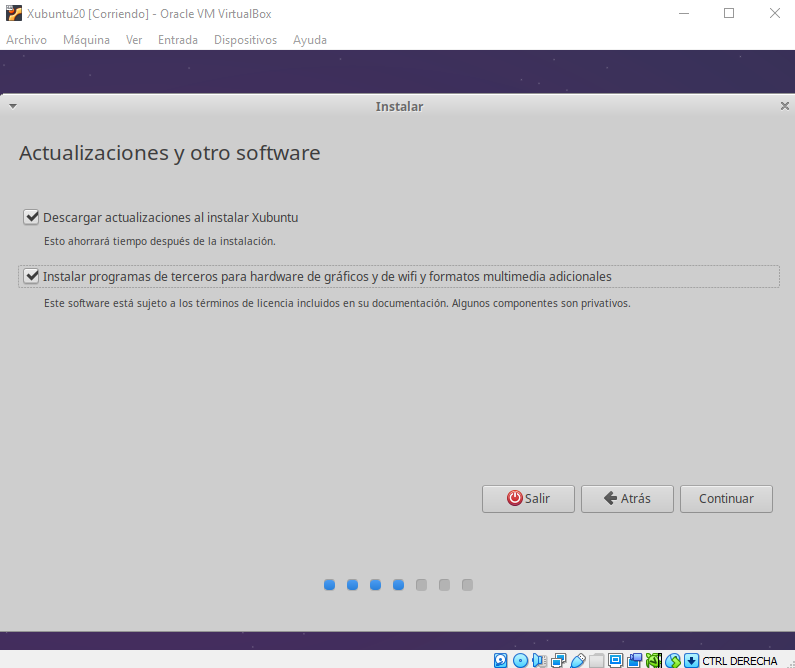 Xubuntu20 [Corriendo] - Oracle VM VirtualBox
Archivo Máquina Ver Entrada Dispositivos Ayuda
Instalar
Actualizaciones y otro software
Descargar actualizaciones al instalar Xubuntu
Esto ahorrará tiempo después de la instalación.
Instalar programas de terceros para hardware de gráficos y de wifi y formatos multimedia adicionales
Este software está sujeto a los términos de licencia incluidos en su documentación. Algunos componentes son privativos.
Salir Atrás Continuar
CTRL DERECHA